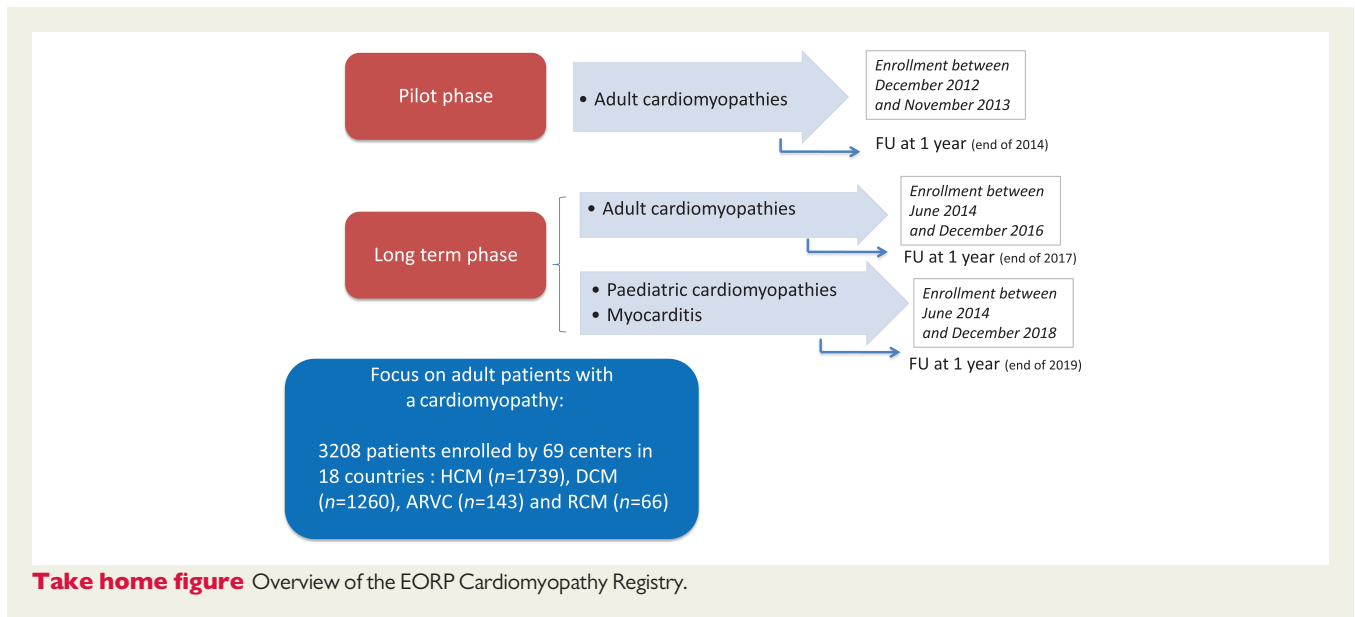 Pilot phase
• Adult cardiomyopathies
Enrollment between
December 2012
and November 2013
FU at 1 year (end of 2014)
Long term phase
• Adult cardiomyopathies
Enrollment between
June 2014
and December 2016
FU at 1 year (end of 2017)
• Paediatric cardiomyopathies
• Myocarditis
Enrollment between
June 2014
and December 2018
FU at 1 year (end of 2019)
Focus on adult patients with
a cardiomyopathy:
3208 patients enrolled by 69 centers in
18 countries : HCM (n=1739), DCM
(n=1260), ARVC (n=143) and RCM (n=66)
Take home figure Overview of the EORP Cardiomyopathy Registry.